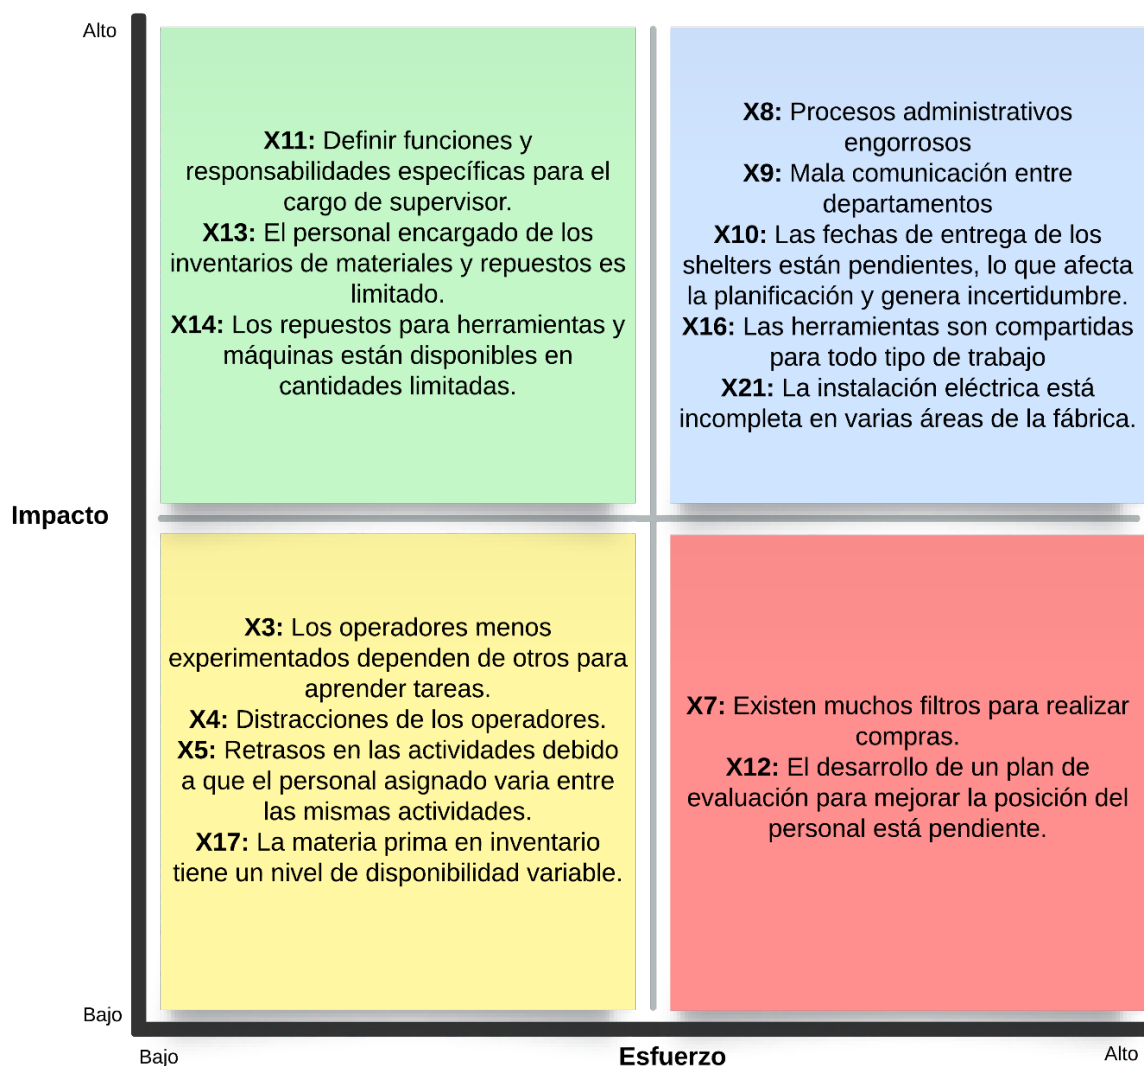 Alto
X11: Definir funciones y
responsabilidades específicas para el
cargo de supervisor.
X13: El personal encargado de los
inventarios de materiales y repuestos es
limitado.
X14: Los repuestos para herramientas y
máquinas están disponibles en
cantidades limitadas.
X8: Procesos administrativos
engorrosos
X9: Mala comunicación entre
departamentos
X10: Las fechas de entrega de los
shelters están pendientes, lo que afecta
la planificación y genera incertidumbre.
X16: Las herramientas son compartidas
para todo tipo de trabajo
X21: La instalación eléctrica está
incompleta en varias áreas de la fábrica.
Impacto
X3: Los operadores menos
experimentados dependen de otros para
aprender tareas.
X4: Distracciones de los operadores.
X5: Retrasos en las actividades debido
a que el personal asignado varia entre
las mismas actividades.
X17: La materia prima en inventario
tiene un nivel de disponibilidad variable.
X7: Existen muchos filtros para realizar
compras.
X12: El desarrollo de un plan de
evaluación para mejorar la posición del
personal está pendiente.
Bajo
Bajo
Esfuerzo
Alto